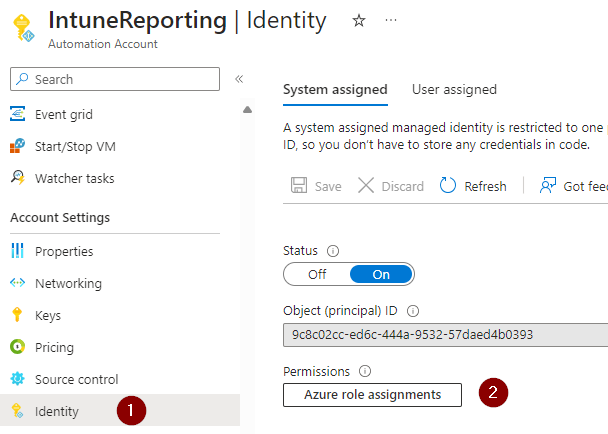 IntuneReporting | Identity
Automation Account
Search
Event grid
Start/Stop VM
Watcher tasks
Account Settings
Properties
Networking
Keys
Pricing
Source control
Identity
1
System assigned
User assigned
A system assigned managed identity is restricted to one
ID, so you don't have to store any credentials in code.
Save
Discard
Refresh
Got
Status
Off
On
Object (principal) ID
9c8c02cc-ed6c-444a-9532-57daed4b0393
Permissions
Azure role assignments
2